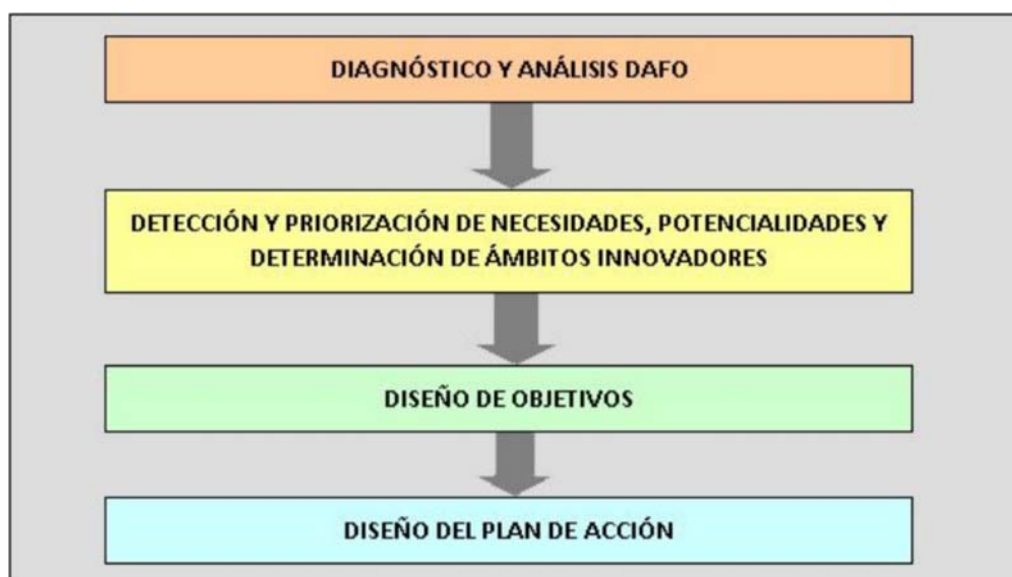 DIAGNÓSTICO Y ANÁLISIS DAFO
DETECCIÓN Y PRIORIZACIÓN DE NECESIDADES, POTENCIALIDADES Y
DETERMINACIÓN DE ÁMBITOS INNOVADORES
DISEÑO DE OBJETIVOS
DISEÑO DEL PLAN DE ACCIÓN